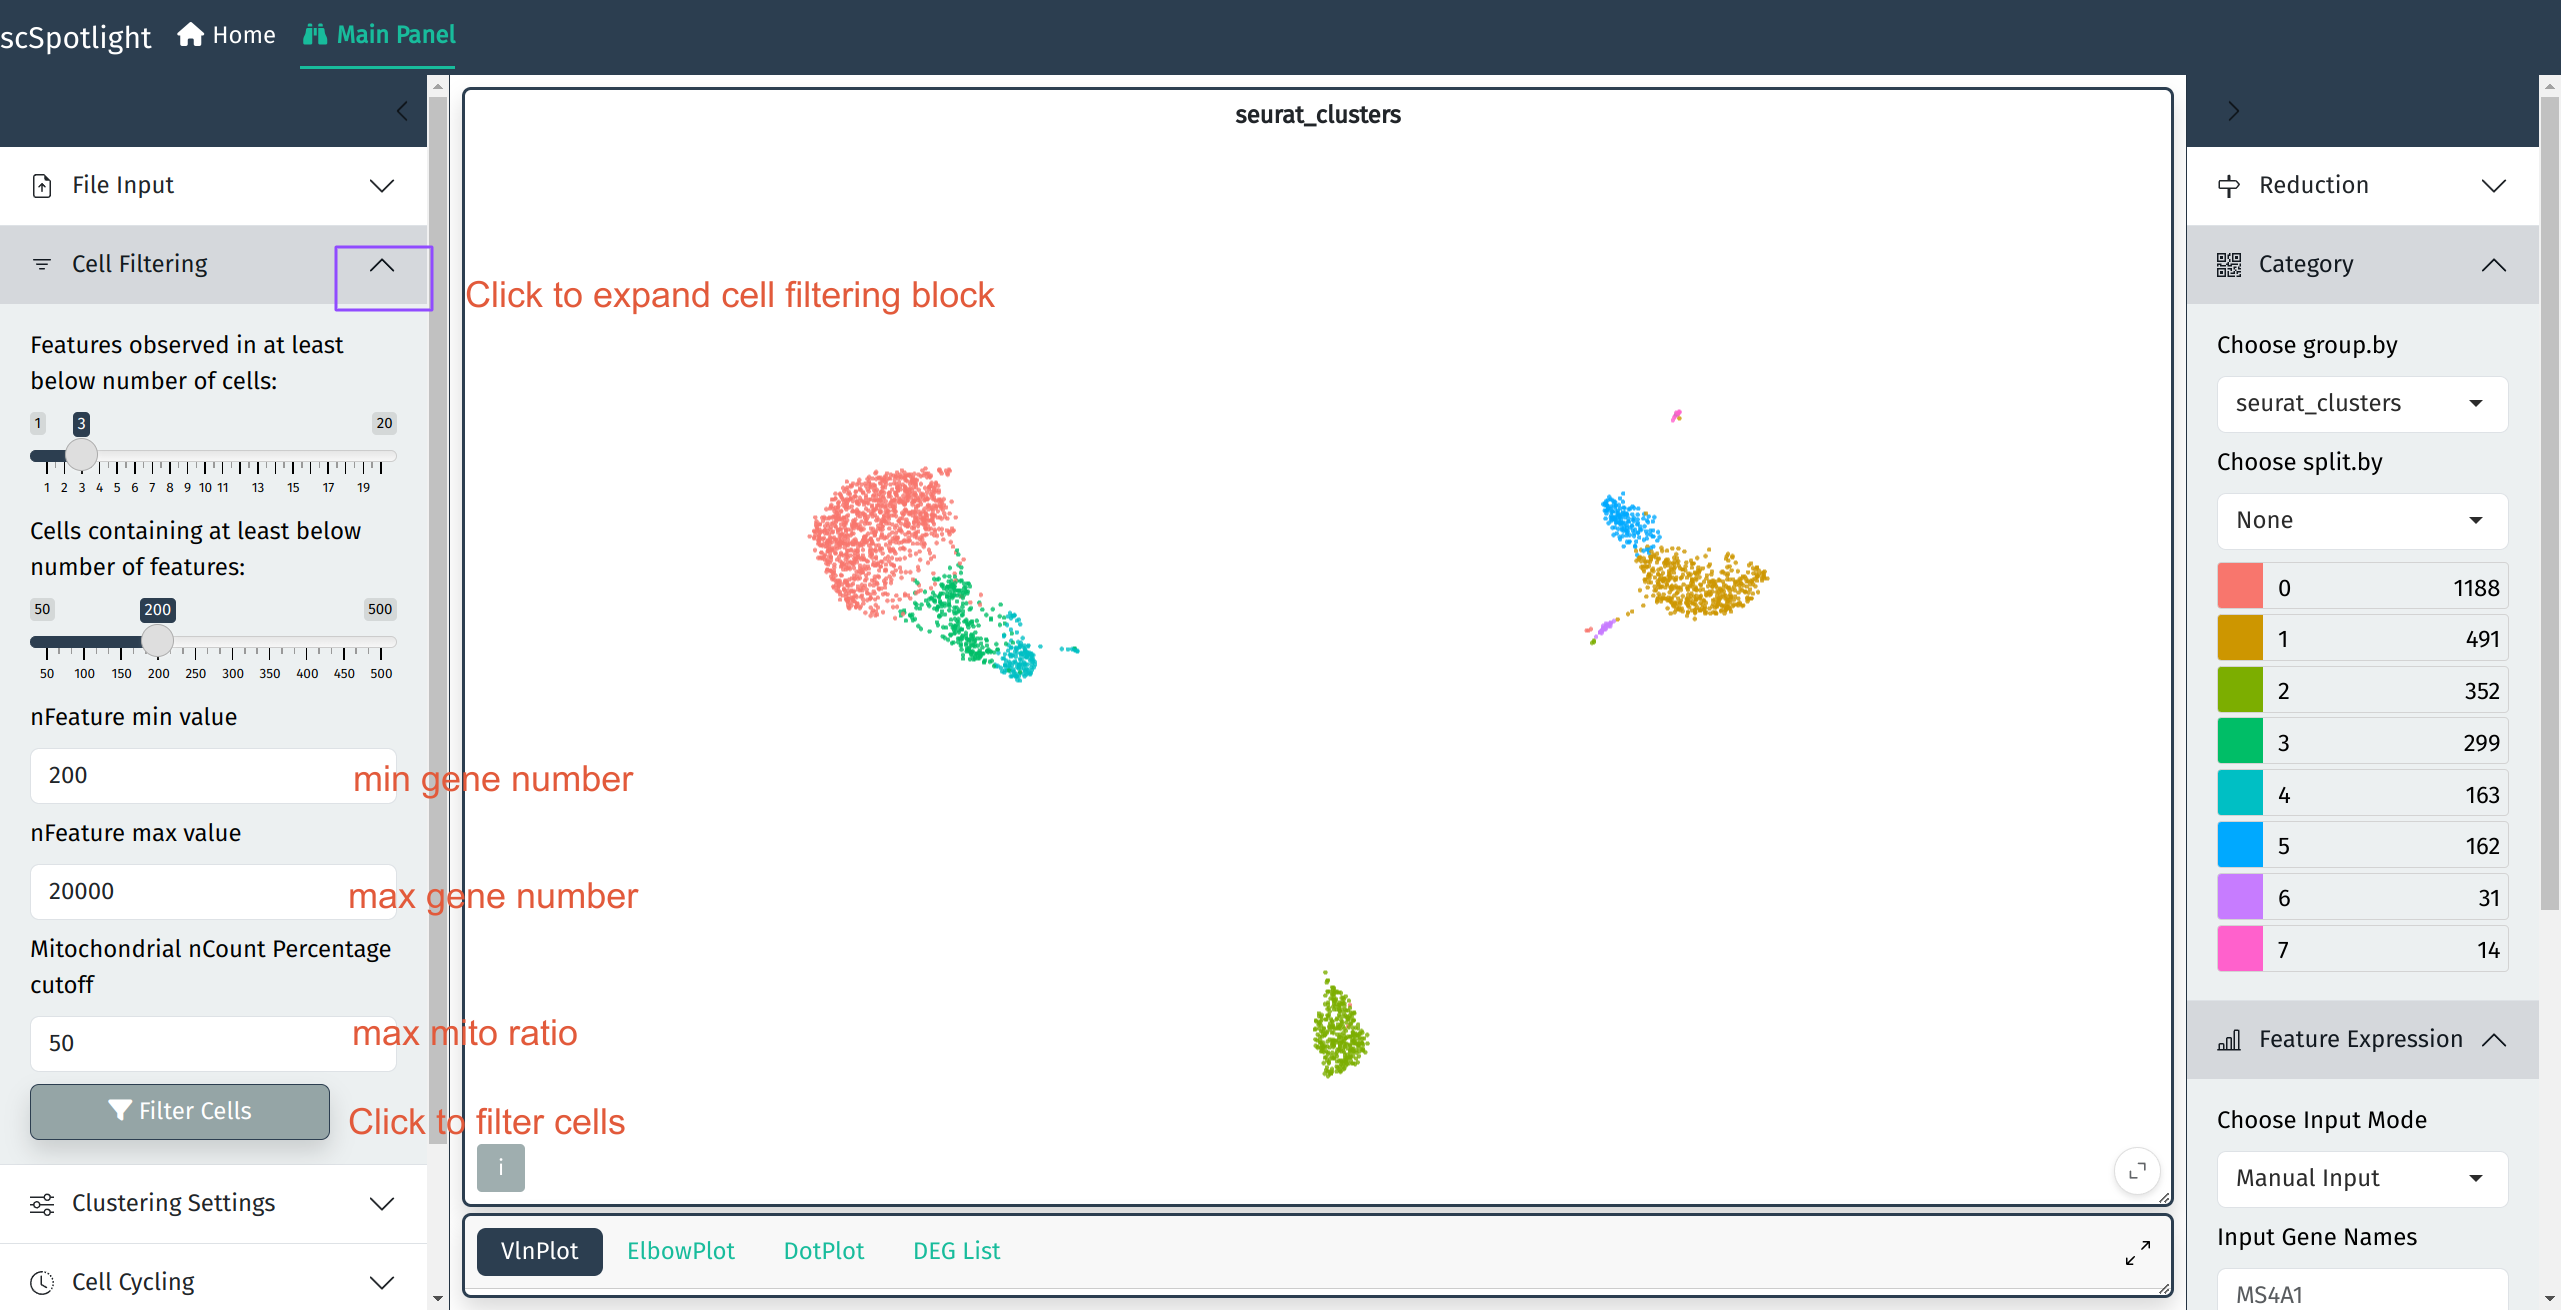 scSpotlight
Home
Main Panel
File Input
Cell Filtering
Click to expand cell filtering block
Features observed in at least
below number of cells:
1 3 20
1 2 3 4 5 6 7 8 9 10 11 13 15 17 19
Cells containing at least below
number of features:
50 200 500
50 100 150 200 250 300 350 400 450 500
nFeature min value
200
min gene number
nFeature max value
20000
max gene number
Mitochondrial nCount Percentage
cutoff
50
max mito ratio
Filter Cells
Click to filter cells
Clustering Settings
Cell Cycling
seurat_clusters
i
VlnPlot
ElbowPlot
DotPlot
DEG List
Reduction
Category
Choose group.by
seurat_clusters
Choose split.by
None
0 1188
1 491
2 352
3 299
4 163
5 162
6 31
7 14
Feature Expression
Choose Input Mode
Manual Input
Input Gene Names
MS4A1